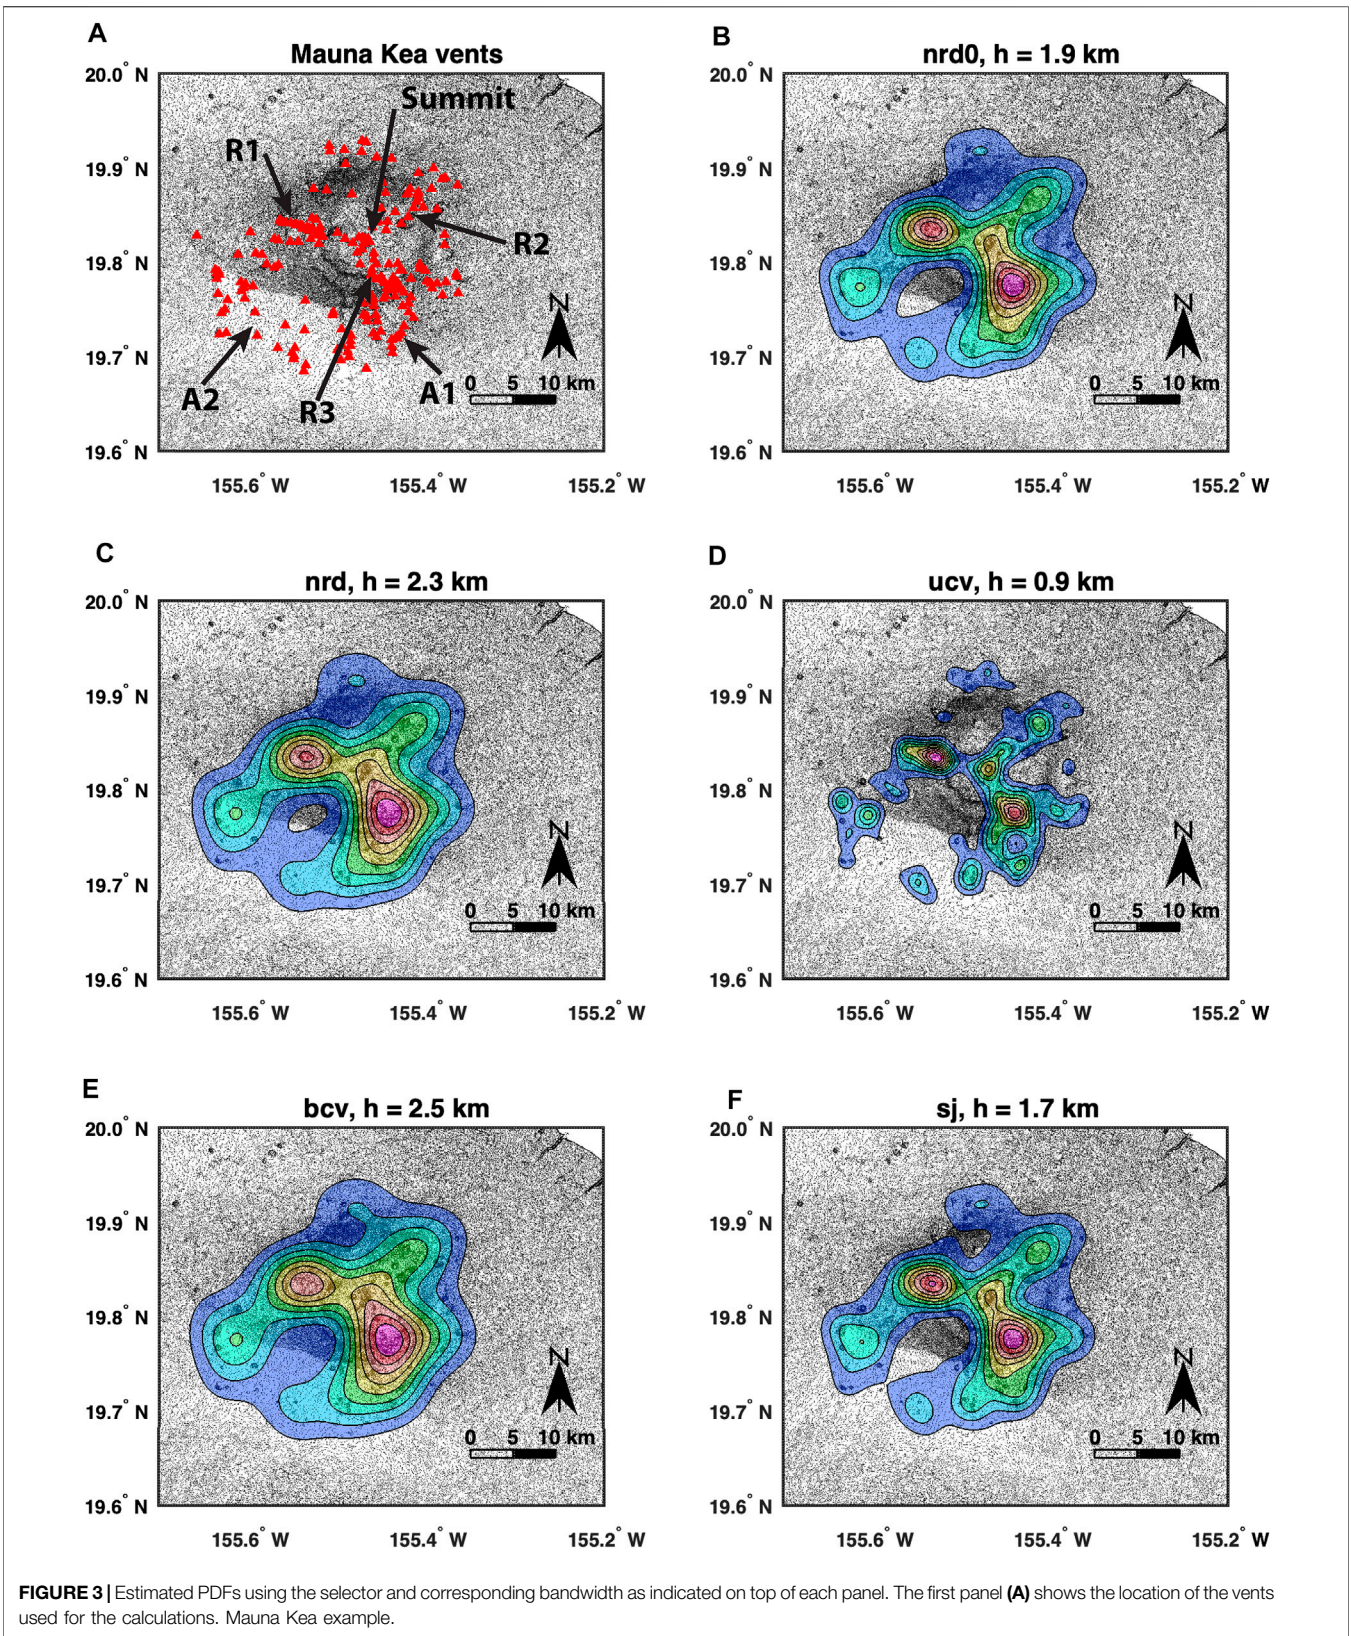 A
Mauna Kea vents
20.0° N
19.9° N
19.8° N
19.7° N
19.6° N
155.6° W
155.4° W
155.2° W
Summit
R1
R2
A2
R3
A1
N
0 5 10 km
B
nrd0, h = 1.9 km
20.0° N
19.9° N
19.8° N
19.7° N
19.6° N
155.6° W
155.4° W
155.2° W
N
0 5 10 km
C
nrd, h = 2.3 km
20.0° N
19.9° N
19.8° N
19.7° N
19.6° N
155.6° W
155.4° W
155.2° W
N
0 5 10 km
D
ucv, h = 0.9 km
20.0° N
19.9° N
19.8° N
19.7° N
19.6° N
155.6° W
155.4° W
155.2° W
N
0 5 10 km
E
bcv, h = 2.5 km
20.0° N
19.9° N
19.8° N
19.7° N
19.6° N
155.6° W
155.4° W
155.2° W
N
0 5 10 km
F
sj, h = 1.7 km
20.0° N
19.9° N
19.8° N
19.7° N
19.6° N
155.6° W
155.4° W
155.2° W
N
0 5 10 km
FIGURE 3 | Estimated PDFs using the selector and corresponding bandwidth as indicated on top of each panel. The first panel (A) shows the location of the vents
used for the calculations. Mauna Kea example.